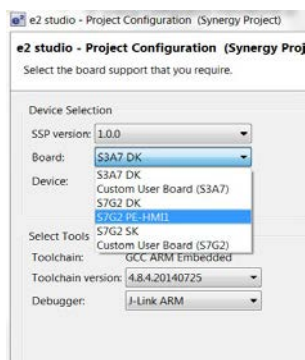 e2 studio - Project Configuration (Synergy Project)
e2 studio - Project Configuration (Synergy Proj
Select the board support that you require.
Device Selection
SSP version: 1.0.0
Board: S3A7 DK
Device: S3A7 DK
Custom User Board (S3A7)
S7G2 DK
S7G2 PE-HMI1
S7G2 SK
Custom User Board (S7G2)
Select Tools
Toolchain: GCC ARM Embedded
Toolchain version: 4.8.4.20140725
Debugger: J-Link ARM